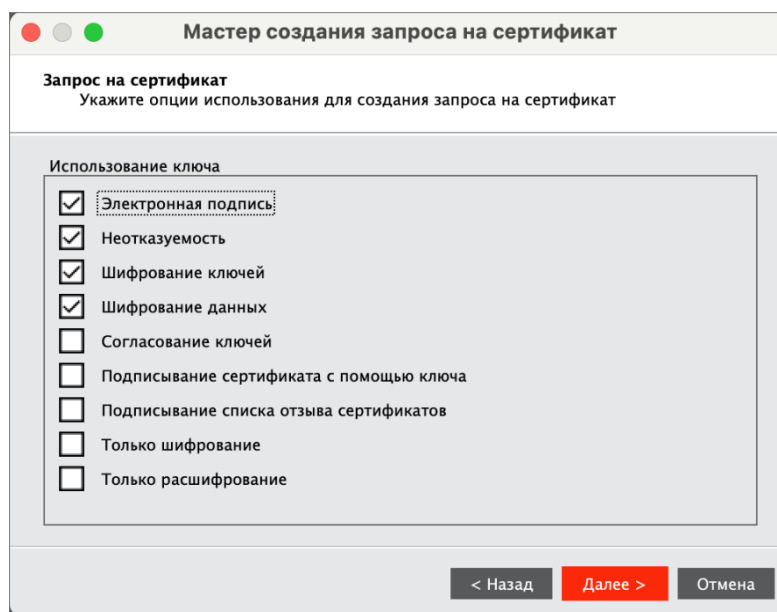 Мастер создания запроса на сертификат
Запрос на сертификат
Укажите опции использования для создания запроса на сертификат
Использование ключа
Электронная подпись
Неотказуемость
Шифрование ключей
Шифрование данных
Согласование ключей
Подписывание сертификата с помощью ключа
Подписывание списка отзыва сертификатов
Только шифрование
Только расшифрование
< Назад
Далее >
Отмена